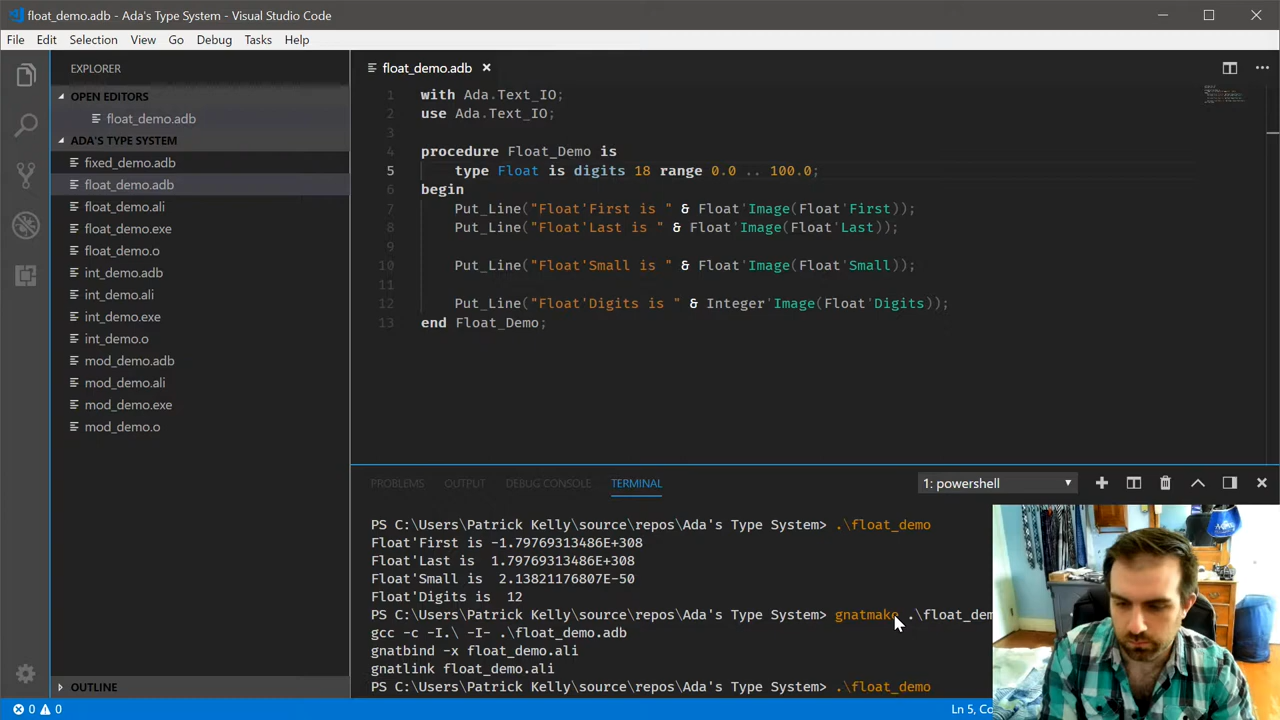 float_demo.adb - Ada's Type System - Visual Studio Code
File Edit Selection View Go Debug Tasks Help
EXPLORER
OPEN EDITORS
float_demo.adb
ADA'S TYPE SYSTEM
fixed_demo.adb
float_demo.adb
float_demo.ali
float_demo.exe
float_demo.o
int_demo.adb
int_demo.ali
int_demo.exe
int_demo.o
mod_demo.adb
mod_demo.ali
mod_demo.exe
mod_demo.o
OUTLINE
float_demo.adb
1 with Ada.Text_IO;
2 use Ada.Text_IO;
3
4 procedure Float_Demo is
5 type Float is digits 18 range 0.0 .. 100.0;
6 begin
7 Put_Line("Float'First is " & Float'Image(Float'First));
8 Put_Line("Float'Last is " & Float'Image(Float'Last));
9
10 Put_Line("Float'Small is " & Float'Image(Float'Small));
11
12 Put_Line("Float'Digits is " & Integer'Image(Float'Digits));
13 end Float_Demo;
PROBLEMS OUTPUT DEBUG CONSOLE TERMINAL 1: powershell
PS C:\Users\Patrick Kelly\source\repos\Ada's Type System> .\float_demo
Float'First is -1.79769313486E+308
Float'Last is 1.79769313486E+308
Float'Small is 2.13821176807E-50
Float'Digits is 12
PS C:\Users\Patrick Kelly\source\repos\Ada's Type System> gnatmake .\float_dem
gcc -c -I.\ -I- .\float_demo.adb
gnatbind -x float_demo.ali
gnatlink float_demo.ali
PS C:\Users\Patrick Kelly\source\repos\Ada's Type System> .\float_demo
0 0 Ln 5, Co